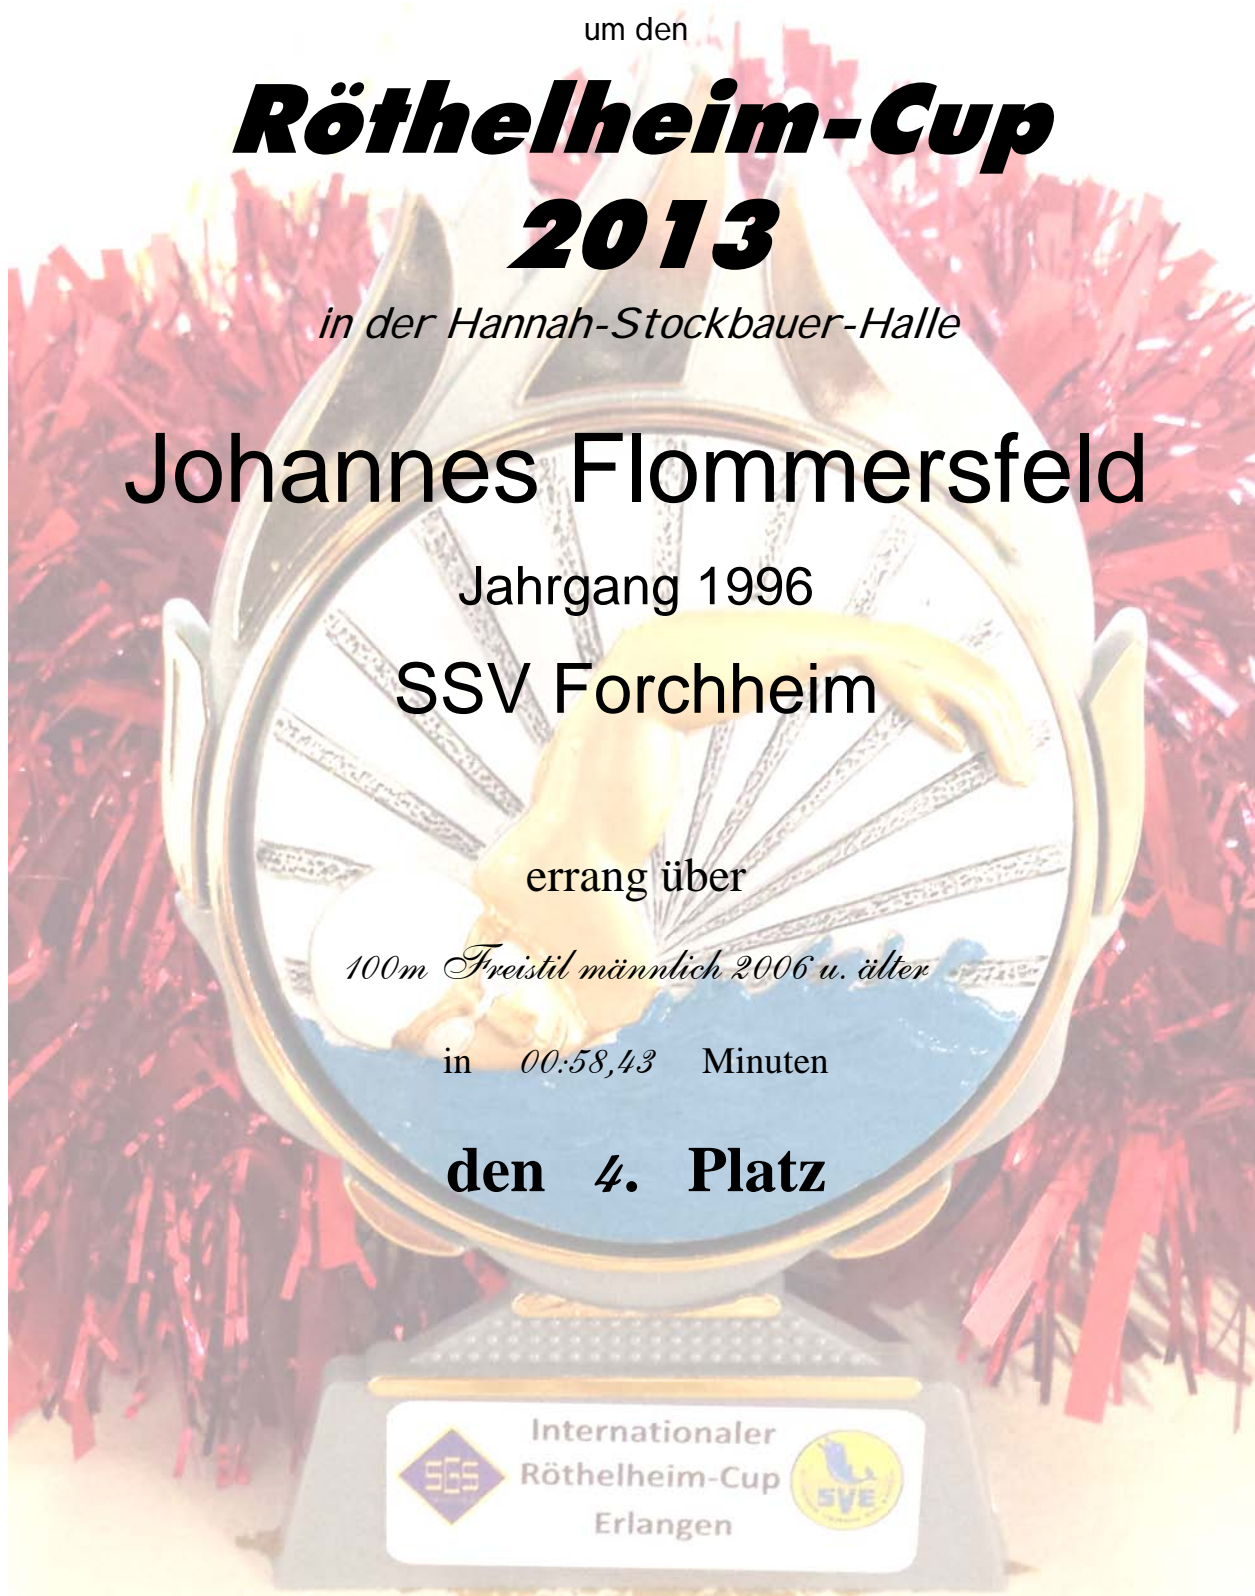 um den
Röthelheim-Cup
2013
in der Hannah-Stockbauer-Halle
Johannes Flommersfeld
Jahrgang 1996
SSV Forchheim
errang über
100m Freistil männlich 2006 u. älter
in 00:58,43 Minuten
den 4. Platz
Internationaler
SGS Röthelheim-Cup SVE
Erlangen